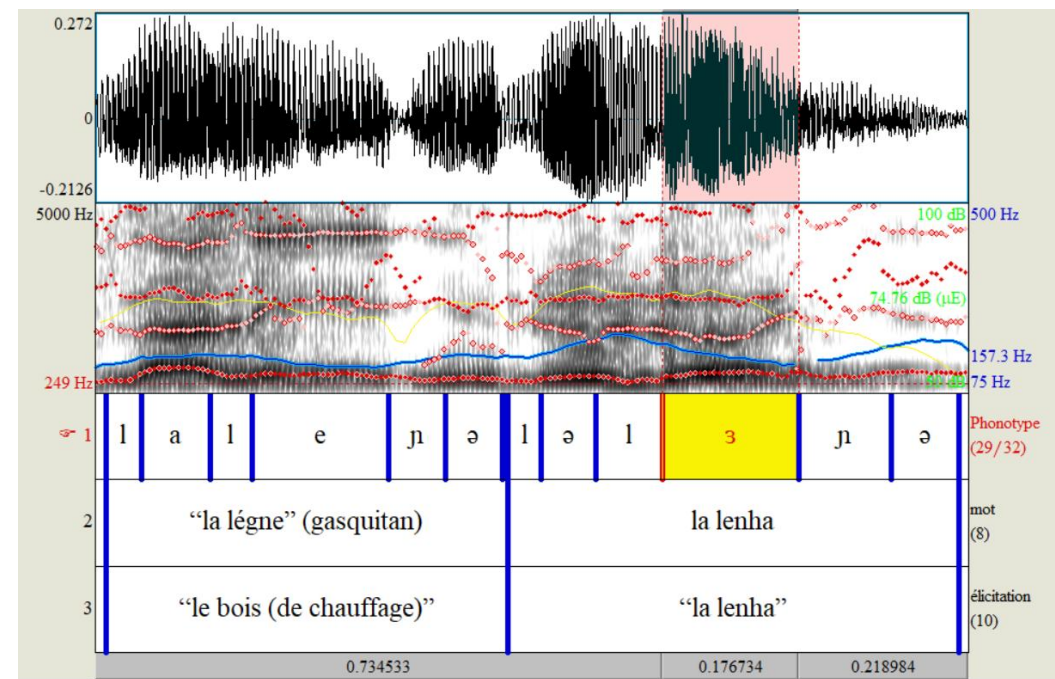 0.272
0
-0.2126
5000 Hz 100 dB 500 Hz
74.76 dB (µE)
157.3 Hz
249 Hz 50 dB 75 Hz
☞ 1 l a l e ɲ ə l ə l ɜ ɲ ə Phonotype
(29/32)
2 “la légne” (gasquitan) la lenha mot
(8)
3 “le bois (de chauffage)” “la lenha” élicitation
(10)
0.734533 0.176734 0.218984